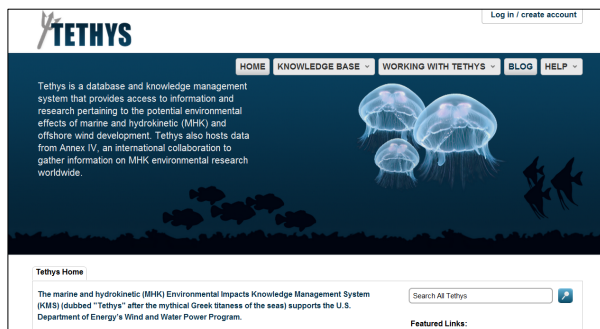 Log in / create account
TETHYS
HOME KNOWLEDGE BASE WORKING WITH TETHYS BLOG HELP
Tethys is a database and knowledge management
system that provides access to information and
research pertaining to the potential environmental
effects of marine and hydrokinetic (MHK) and
offshore wind development. Tethys also hosts data
from Annex IV, an international collaboration to
gather information on MHK environmental research
worldwide.
Tethys Home
The marine and hydrokinetic (MHK) Environmental Impacts Knowledge Management System
(KMS) (dubbed "Tethys" after the mythical Greek titaness of the seas) supports the U.S.
Department of Energy's Wind and Water Power Program.
Search All Tethys
Featured Links: